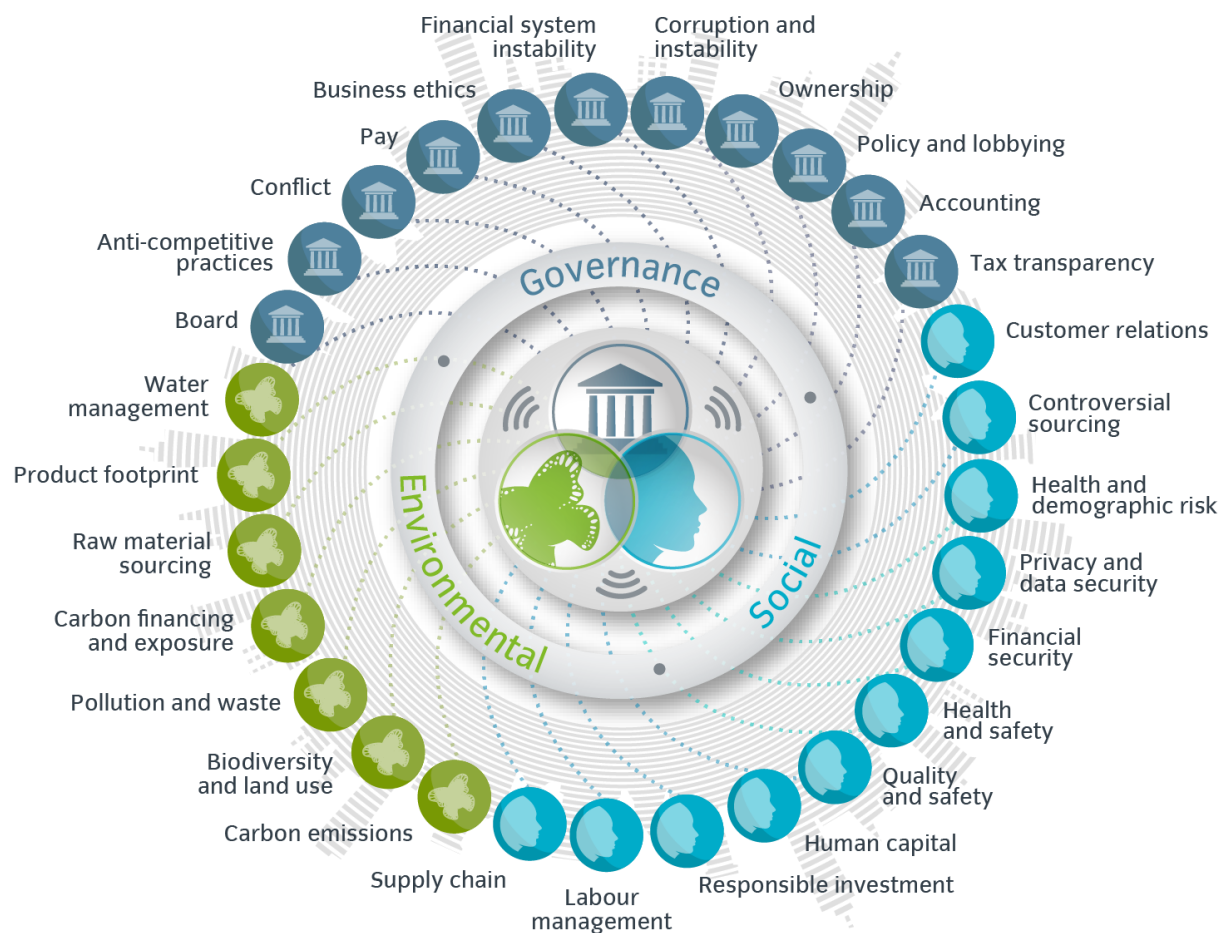 Financial system
instability
Corruption and
instability
Business ethics
Ownership
Pay
Policy and lobbying
Conflict
Accounting
Anti-competitive
practices
Tax transparency
Board
Customer relations
Water
management
Controversial
sourcing
Product footprint
Health and
demographic risk
Raw material
sourcing
Privacy and
data security
Carbon financing
and exposure
Financial
security
Pollution and waste
Health
and safety
Biodiversity
and land use
Quality
and safety
Carbon emissions
Human capital
Supply chain
Responsible investment
Labour
management
Governance
Environmental
Social